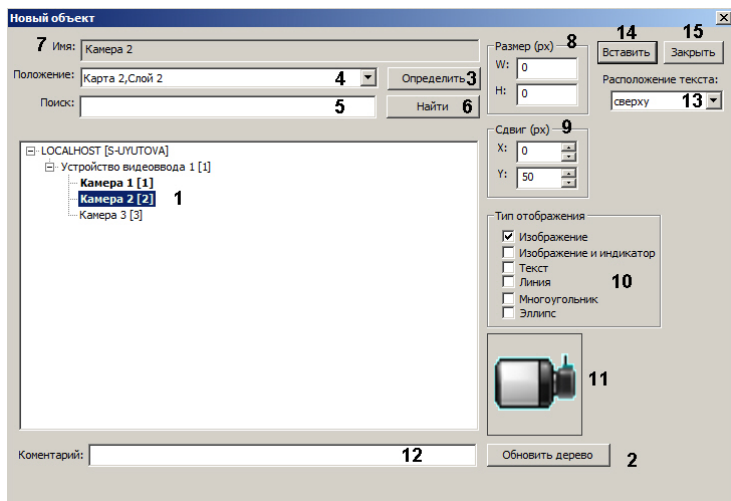 Новый объект
7 Имя: Камера 2
Положение: Карта 2,Слой 2 4 Определить 3
Поиск: 5 Найти 6
LOCALHOST [S-UYUTOVA]
Устройство видеоввода 1 [1]
Камера 1 [1]
Камера 2 [2] 1
Камера 3 [3]
Размер (px) 8
W: 0
H: 0
14 15
Вставить Закрыть
Расположение текста:
сверху 13
Сдвиг (px) 9
X: 0
Y: 50
Тип отображения
Изображение
Изображение и индикатор
Текст
Линия 10
Многоугольник
Эллипс
11
Коментарий: 12
Обновить дерево 2